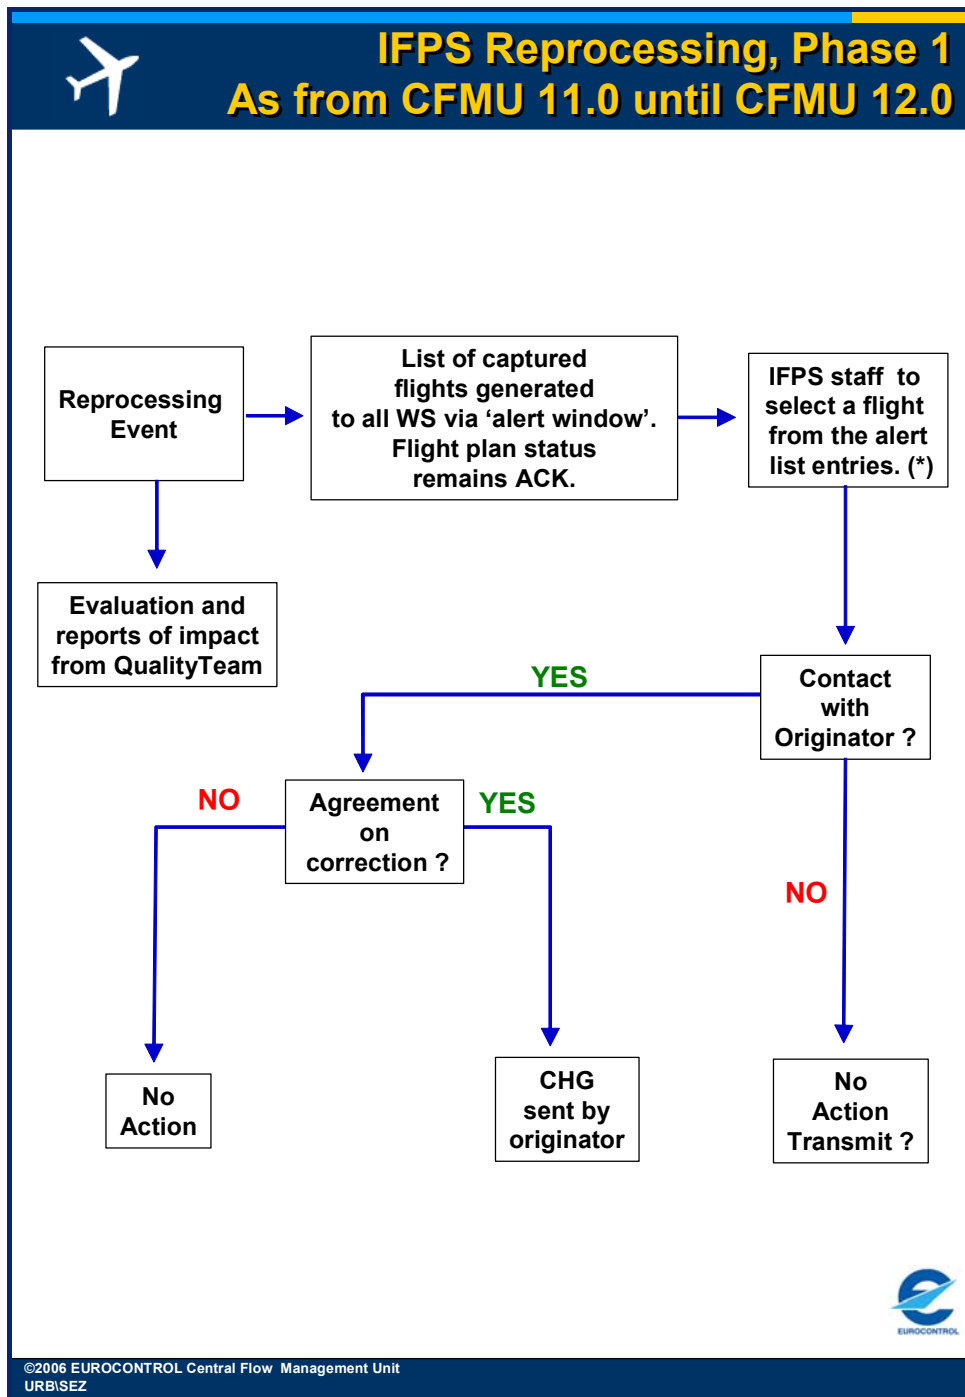 IFPS Reprocessing, Phase 1
As from CFMU 11.0 until CFMU 12.0
Reprocessing
Event
List of captured
flights generated
to all WS via ‘alert window’.
Flight plan status
remains ACK.
IFPS staff to
select a flight
from the alert
list entries. (*)
Evaluation and
reports of impact
from QualityTeam
YES
Contact
with
Originator ?
NO
Agreement
on
correction ?
YES
NO
No
Action
CHG
sent by
originator
No
Action
Transmit ?
EUROCONTROL
©2006 EUROCONTROL Central Flow Management Unit
URB\SEZ